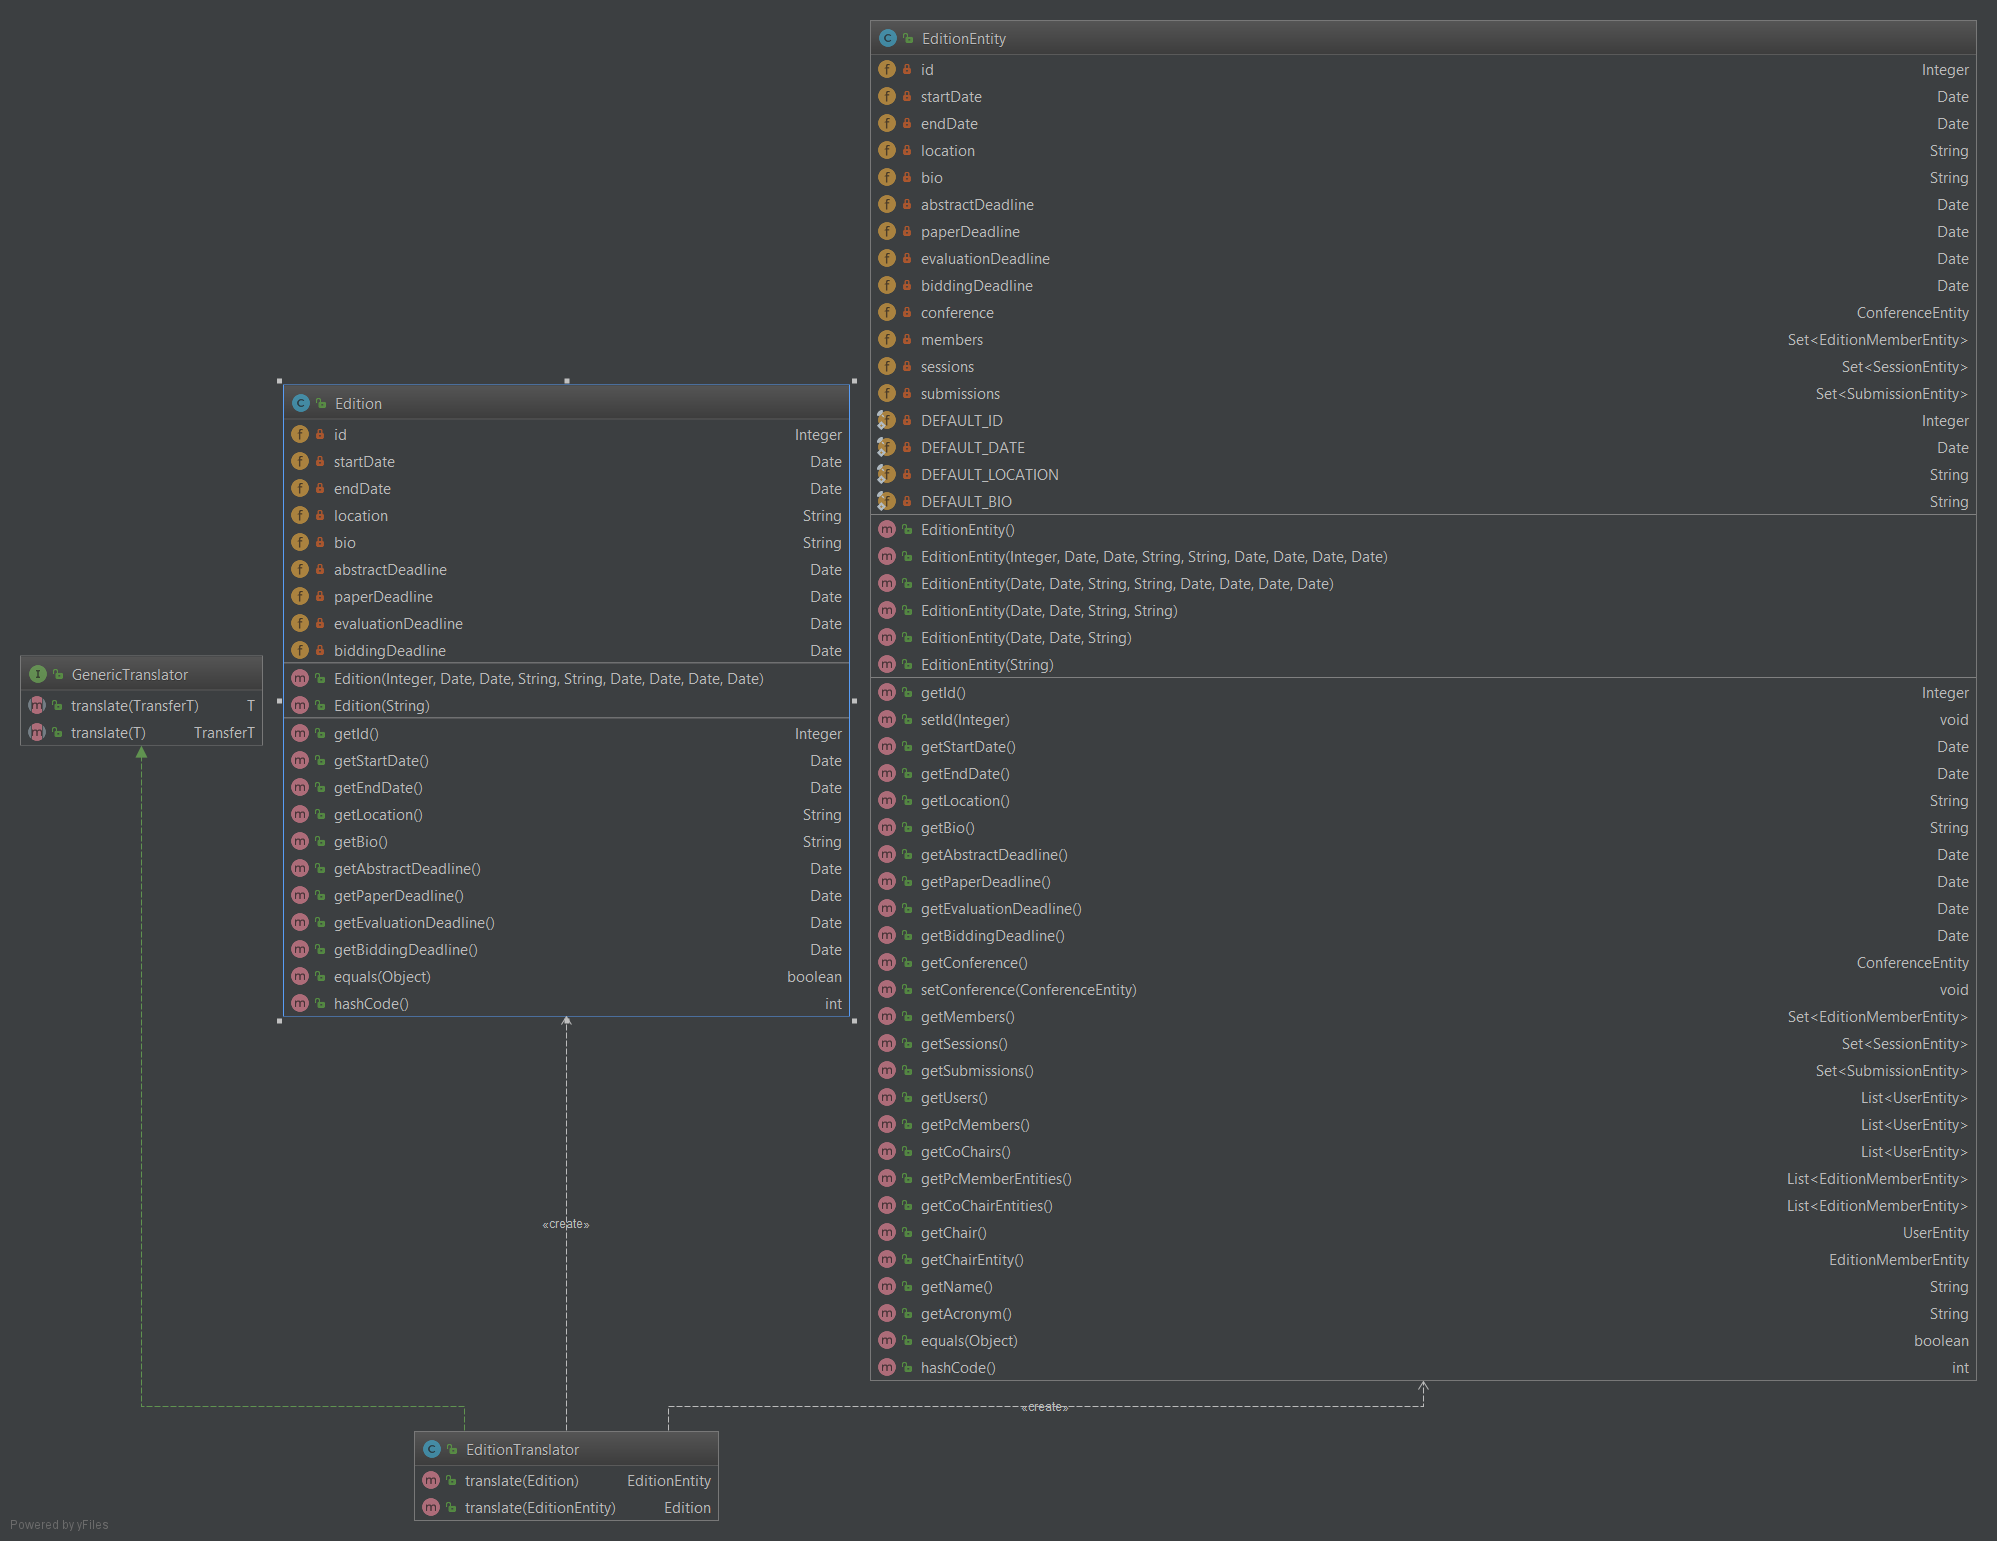 EditionEntity
id Integer
startDate Date
endDate Date
location String
bio String
abstractDeadline Date
paperDeadline Date
evaluationDeadline Date
biddingDeadline Date
conference ConferenceEntity
members Set<EditionMemberEntity>
sessions Set<SessionEntity>
submissions Set<SubmissionEntity>
DEFAULT_ID Integer
DEFAULT_DATE Date
DEFAULT_LOCATION String
DEFAULT_BIO String
EditionEntity()
EditionEntity(Integer, Date, Date, String, String, Date, Date, Date, Date)
EditionEntity(Date, Date, String, String, Date, Date, Date, Date)
EditionEntity(Date, Date, String, String)
EditionEntity(Date, Date, String)
EditionEntity(String)
getId() Integer
setId(Integer) void
getStartDate() Date
getEndDate() Date
getLocation() String
getBio() String
getAbstractDeadline() Date
getPaperDeadline() Date
getEvaluationDeadline() Date
getBiddingDeadline() Date
getConference() ConferenceEntity
setConference(ConferenceEntity) void
getMembers() Set<EditionMemberEntity>
getSessions() Set<SessionEntity>
getSubmissions() Set<SubmissionEntity>
getUsers() List<UserEntity>
getPcMembers() List<UserEntity>
getCoChairs() List<UserEntity>
getPcMemberEntities() List<EditionMemberEntity>
getCoChairEntities() List<EditionMemberEntity>
getChair() UserEntity
getChairEntity() EditionMemberEntity
getName() String
getAcronym() String
equals(Object) boolean
hashCode() int
Edition
id Integer
startDate Date
endDate Date
location String
bio String
abstractDeadline Date
paperDeadline Date
evaluationDeadline Date
biddingDeadline Date
Edition(Integer, Date, Date, String, String, Date, Date, Date, Date)
Edition(String)
getId() Integer
getStartDate() Date
getEndDate() Date
getLocation() String
getBio() String
getAbstractDeadline() Date
getPaperDeadline() Date
getEvaluationDeadline() Date
getBiddingDeadline() Date
equals(Object) boolean
hashCode() int
GenericTranslator
translate(TransferT) T
translate(T) TransferT
«create»
«create»
EditionTranslator
translate(Edition) EditionEntity
translate(EditionEntity) Edition
Powered by yFiles